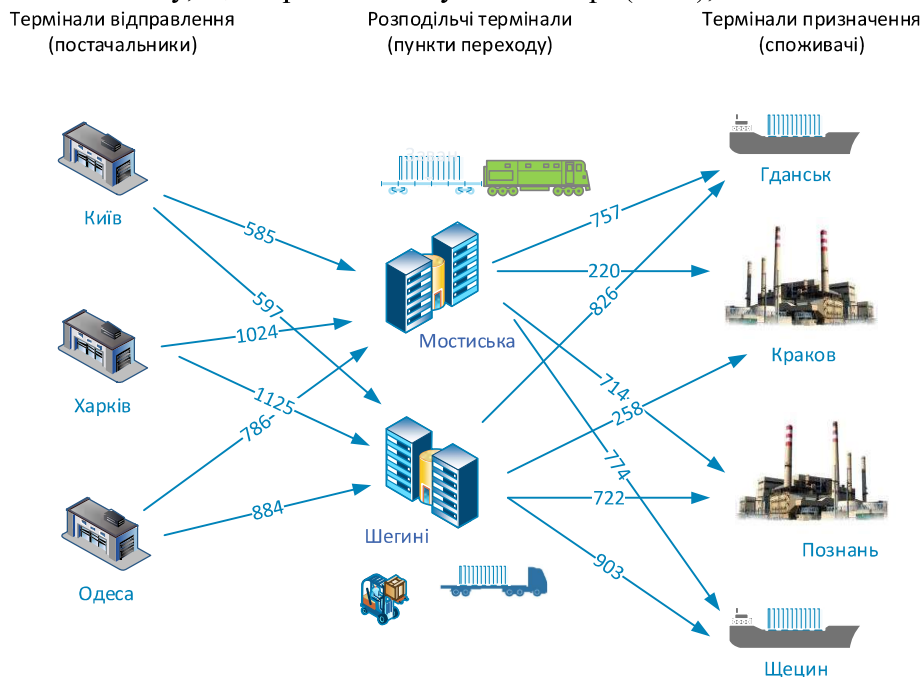 Термінали відправлення
(постачальники)
Розподільчі термінали
(пункти переходу)
Термінали призначення
(споживачі)
Гданськ
Київ
585
757
220
597
826
Мостиська
1024
Краков
Харків
1125
786
714
258
774
884
722
Шегині
903
Познань
Одеса
Щецин